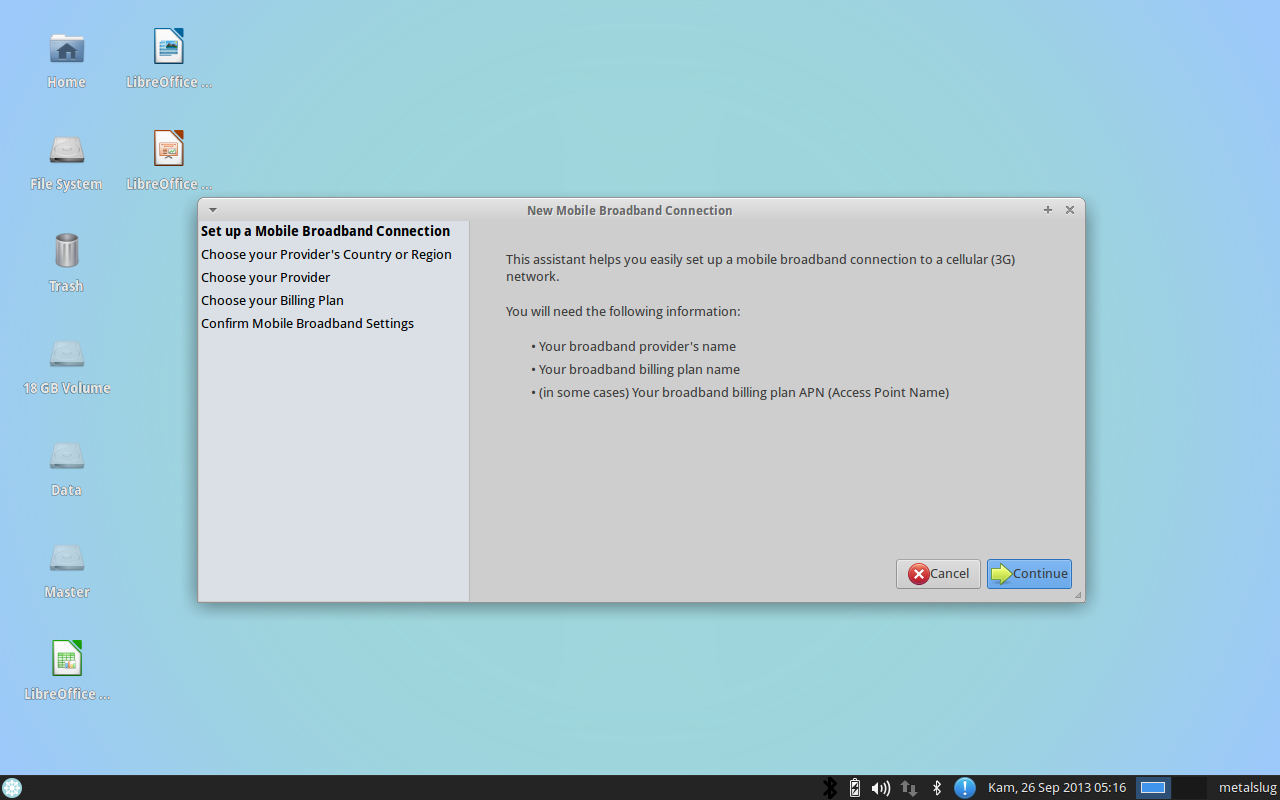 Home
LibreOffice ...
File System
LibreOffice ...
Trash
18 GB Volume
Data
Master
LibreOffice ...
New Mobile Broadband Connection
Set up a Mobile Broadband Connection
Choose your Provider's Country or Region
Choose your Provider
Choose your Billing Plan
Confirm Mobile Broadband Settings
This assistant helps you easily set up a mobile broadband connection to a cellular (3G)
network.
You will need the following information:
• Your broadband provider's name
• Your broadband billing plan name
• (in some cases) Your broadband billing plan APN (Access Point Name)
Cancel
Continue
Kam, 26 Sep 2013 05:16
metalslug